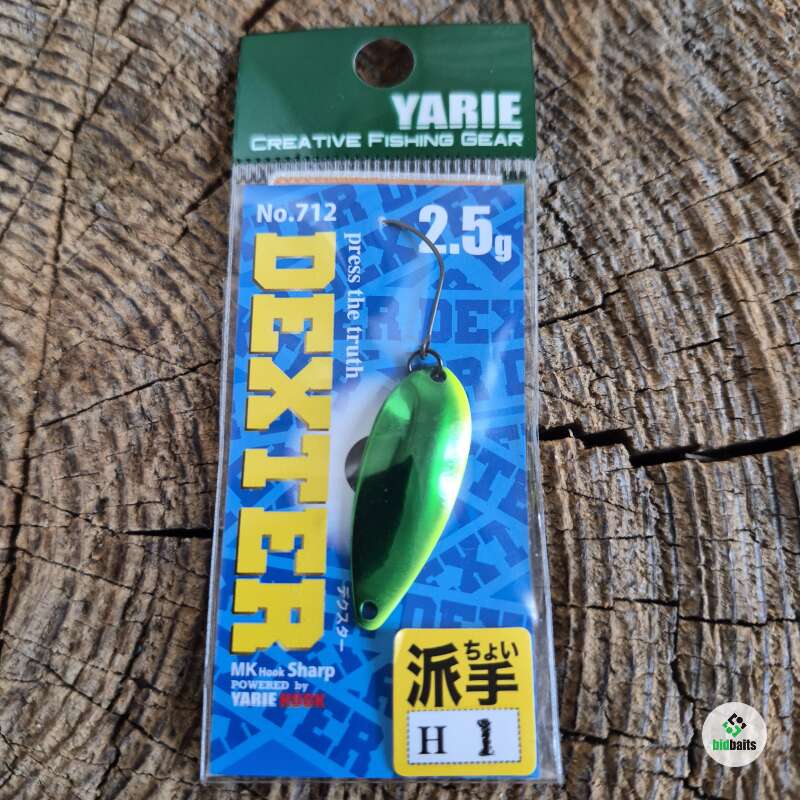 YARIE
CREATIVE FISHING GEAR
No.712
2.5g
DEXTER
press the truth
デクスター
MK Hook Sharp
POWERED by
YARIE HOOK
ちょい
派手
H 1
bidbaits